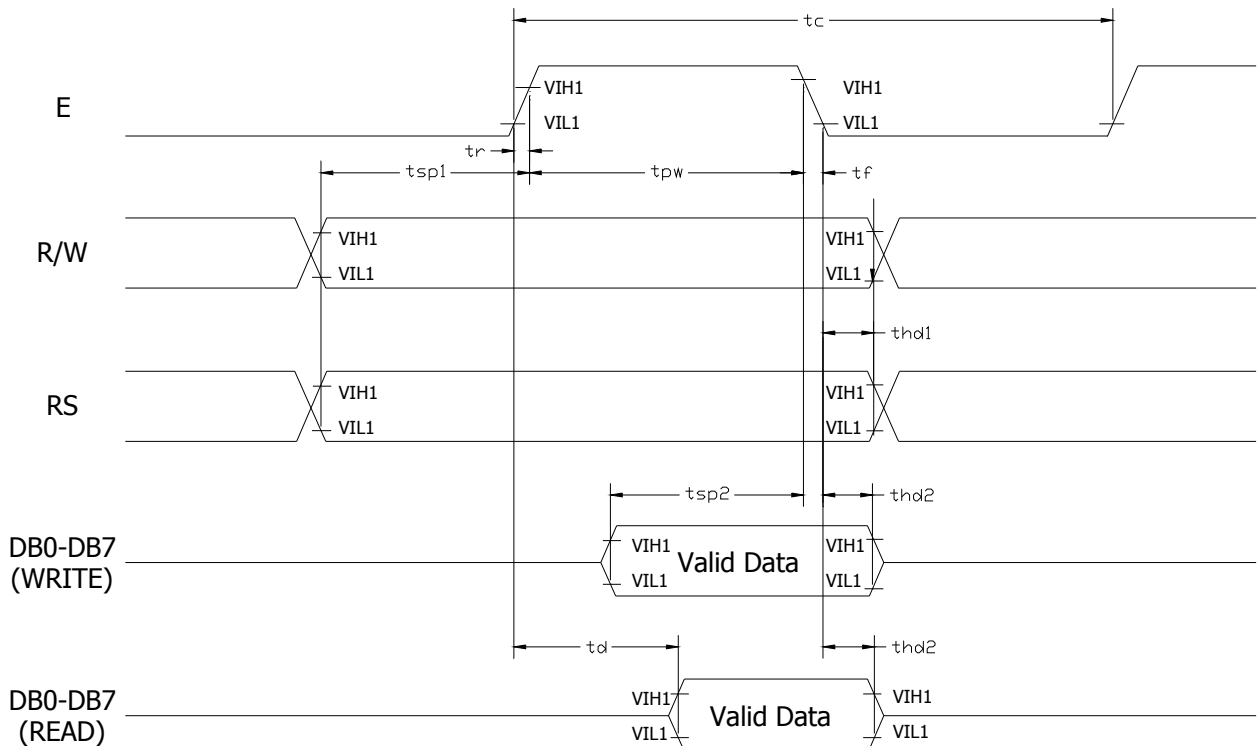 tc
E
VIH1
VIH1
VIL1
VIL1
tr
tsp1
tpw
tf
R/W
VIH1
VIH1
VIL1
VIL1
thd1
RS
VIH1
VIH1
VIL1
VIL1
tsp2
thd2
DB0-DB7
(WRITE)
VIH1
Valid Data
VIH1
VIL1
VIL1
td
thd2
DB0-DB7
(READ)
VIH1
Valid Data
VIH1
VIL1
VIL1